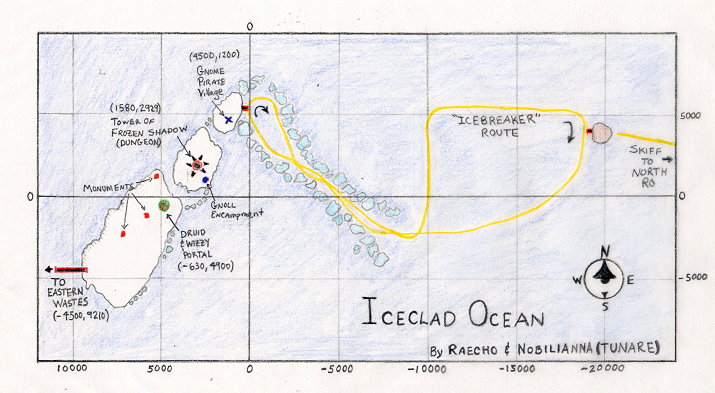 0
(4500, 1200)
GNOME
PIRATE
Village
(1580, 2929)
TOWER OF
FROZEN SHADOW
(DUNGEON)
"ICEBREAKER"
ROUTE
5000
SKIFF
TO
NORTH
RO
MONUMENTS
0
0
GNOLL
ENCAMPMENT
DRUID
& WIZZY
PORTAL
(-630, 4900)
N
W E
S
-5000
TO
EASTERN
WASTES
(-4500, 9210)
ICECLAD OCEAN
BY RAECHO & NOBILIANNA (TUNARE)
10000 5000 0 -5000 -10000 -15000 -20000